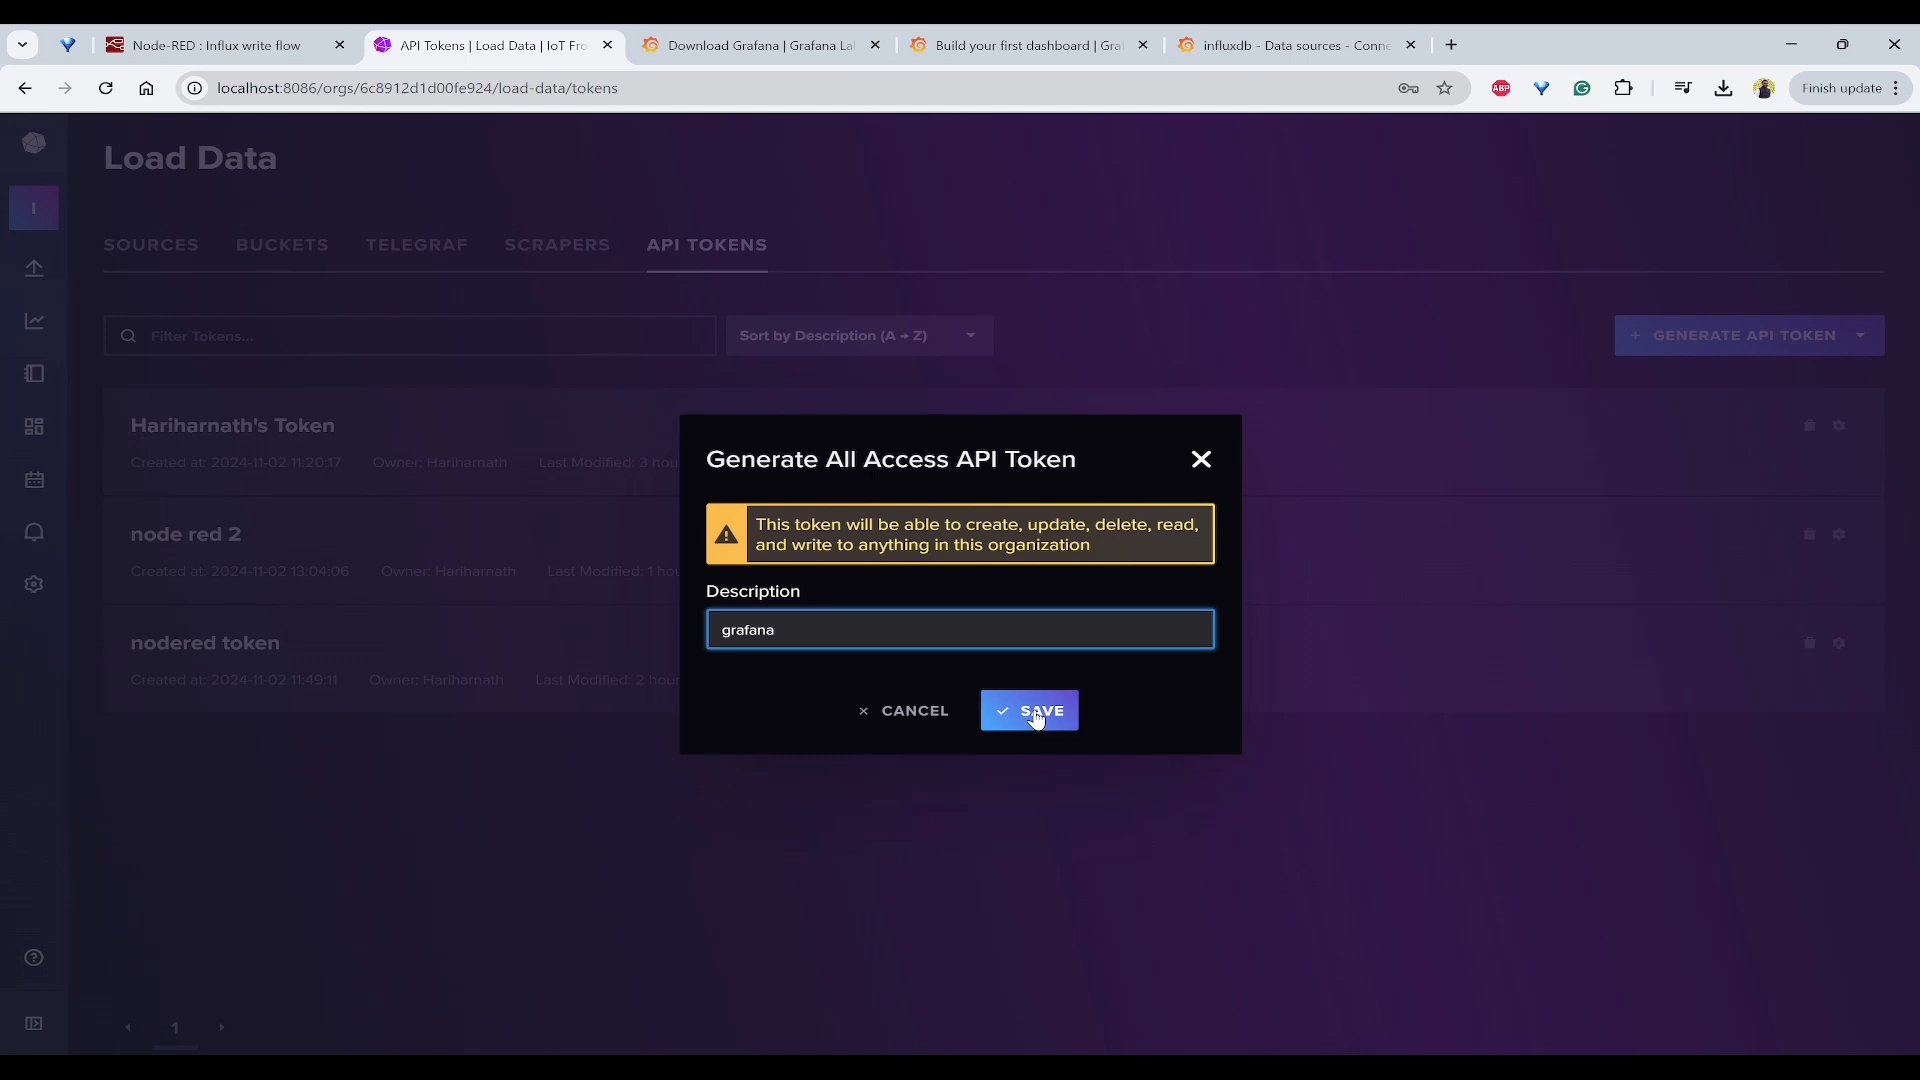 Node-RED : Influx write flow
API Tokens | Load Data | IoT Fro
Download Grafana | Grafana La
Build your first dashboard | Gra
influxdb - Data sources - Conne
localhost:8086/orgs/6c8912d1d00fe924/load-data/tokens
ABP
Finish update
Load Data
I
SOURCES
BUCKETS
TELEGRAF
SCRAPERS
API TOKENS
Filter Tokens...
Sort by Description (A → Z)
+ GENERATE API TOKEN
Hariharnath's Token
Created at: 2024-11-02 11:20:17 Owner: Hariharnath Last Modified: 3 hou
node red 2
Created at: 2024-11-02 13:04:06 Owner: Hariharnath Last Modified: 1 hou
nodered token
Created at: 2024-11-02 11:49:11 Owner: Hariharnath Last Modified: 2 hour
Generate All Access API Token
This token will be able to create, update, delete, read,
and write to anything in this organization
Description
grafana
CANCEL
SAVE
1